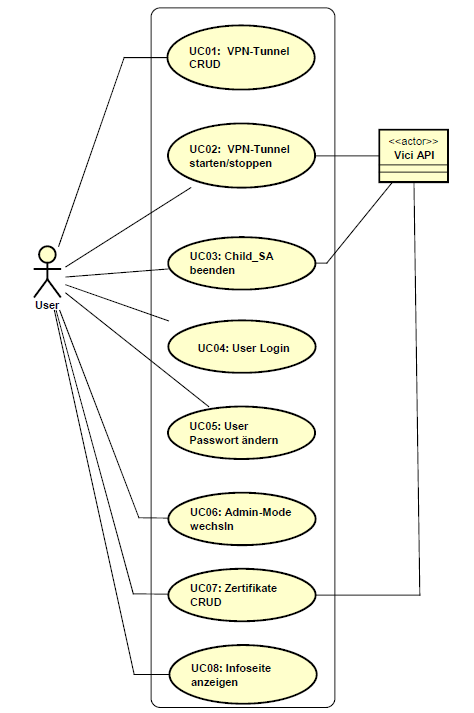 UC01: VPN-Tunnel
CRUD
UC02: VPN-Tunnel
starten/stoppen
<<actor>>
Vici API
UC03: Child_SA
beenden
User
UC04: User Login
UC05: User
Passwort ändern
UC06: Admin-Mode
wechsln
UC07: Zertifikate
CRUD
UC08: Infoseite
anzeigen